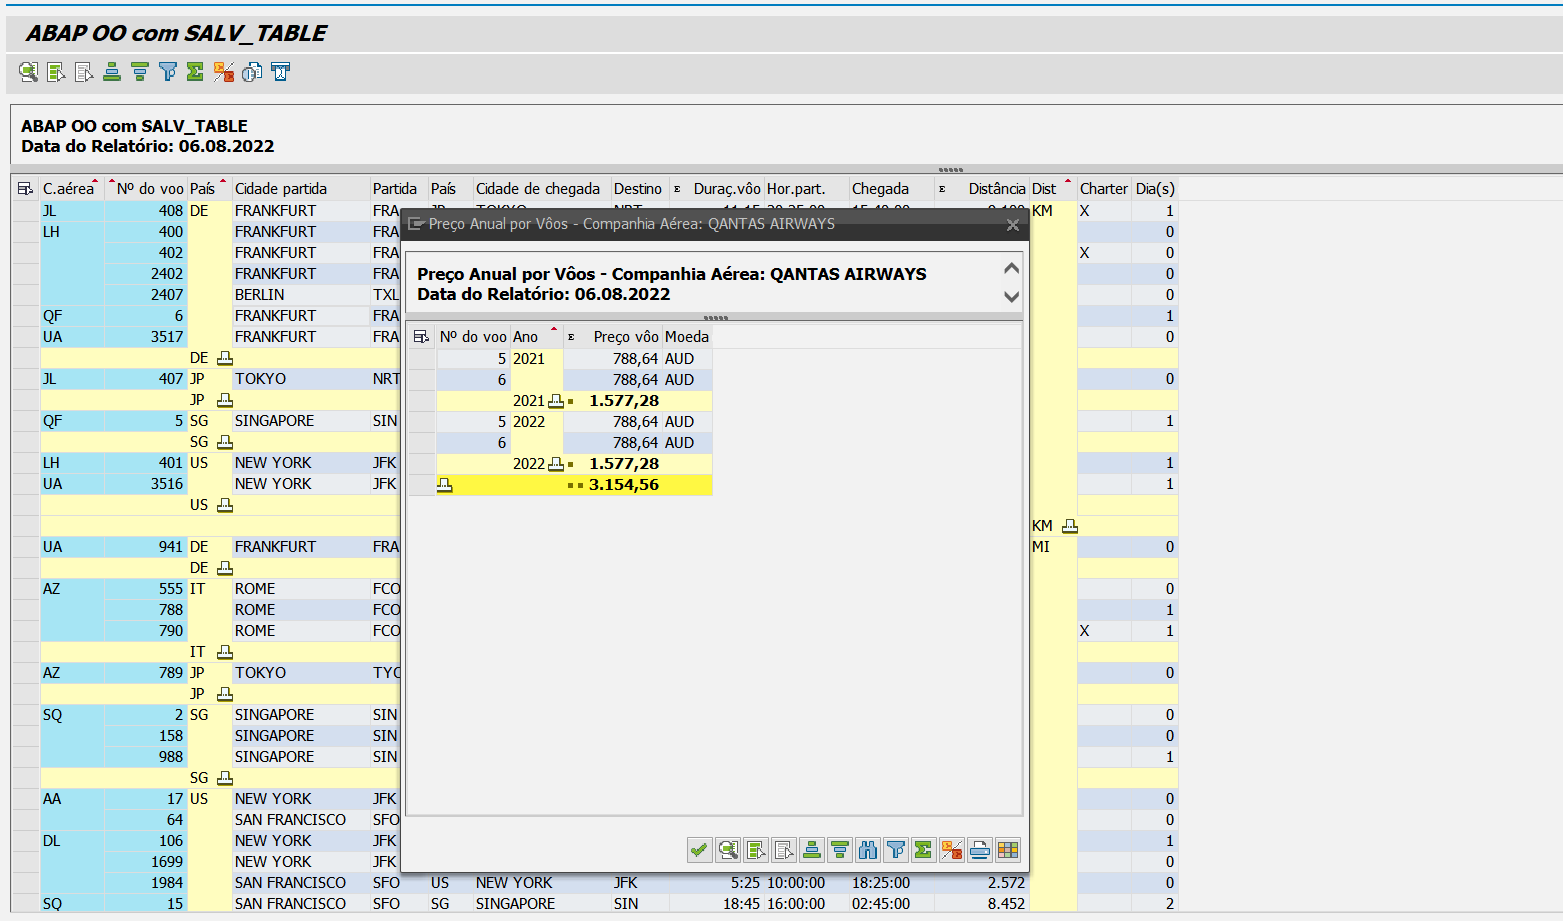 ABAP OO com SALV_TABLE
ABAP OO com SALV_TABLE
Data do Relatório: 06.08.2022
C.aérea Nº do voo País Cidade partida Partida País Cidade de chegada Destino Σ Duraç.vôo Hor.part. Chegada Σ Distância Dist Charter Dia(s)
JL 408 DE FRANKFURT FRA KM X 1
LH 400 FRANKFURT FRA 0
402 FRANKFURT FRA X 0
2402 FRANKFURT FRA 0
2407 BERLIN TXL 0
QF 6 FRANKFURT FRA 1
UA 3517 FRANKFURT FRA 0
DE
JL 407 JP TOKYO NRT 0
JP
QF 5 SG SINGAPORE SIN 1
SG
LH 401 US NEW YORK JFK 1
UA 3516 NEW YORK JFK 1
US
KM
UA 941 DE FRANKFURT FRA MI 0
DE
AZ 555 IT ROME FCO 0
788 ROME FCO 1
790 ROME FCO X 1
IT
AZ 789 JP TOKYO TYO 0
JP
SQ 2 SG SINGAPORE SIN 0
158 SINGAPORE SIN 0
988 SINGAPORE SIN 1
SG
AA 17 US NEW YORK JFK 0
64 SAN FRANCISCO SFO 0
DL 106 NEW YORK JFK 1
1699 NEW YORK JFK 0
1984 SAN FRANCISCO SFO US NEW YORK JFK 5:25 10:00:00 18:25:00 2.572 0
SQ 15 SAN FRANCISCO SFO SG SINGAPORE SIN 18:45 16:00:00 02:45:00 8.452 2
Preço Anual por Vôos - Companhia Aérea: QANTAS AIRWAYS
Preço Anual por Vôos - Companhia Aérea: QANTAS AIRWAYS
Data do Relatório: 06.08.2022
Nº do voo Ano Σ Preço vôo Moeda
5 2021 788,64 AUD
6 788,64 AUD
2021 1.577,28
5 2022 788,64 AUD
6 788,64 AUD
2022 1.577,28
3.154,56